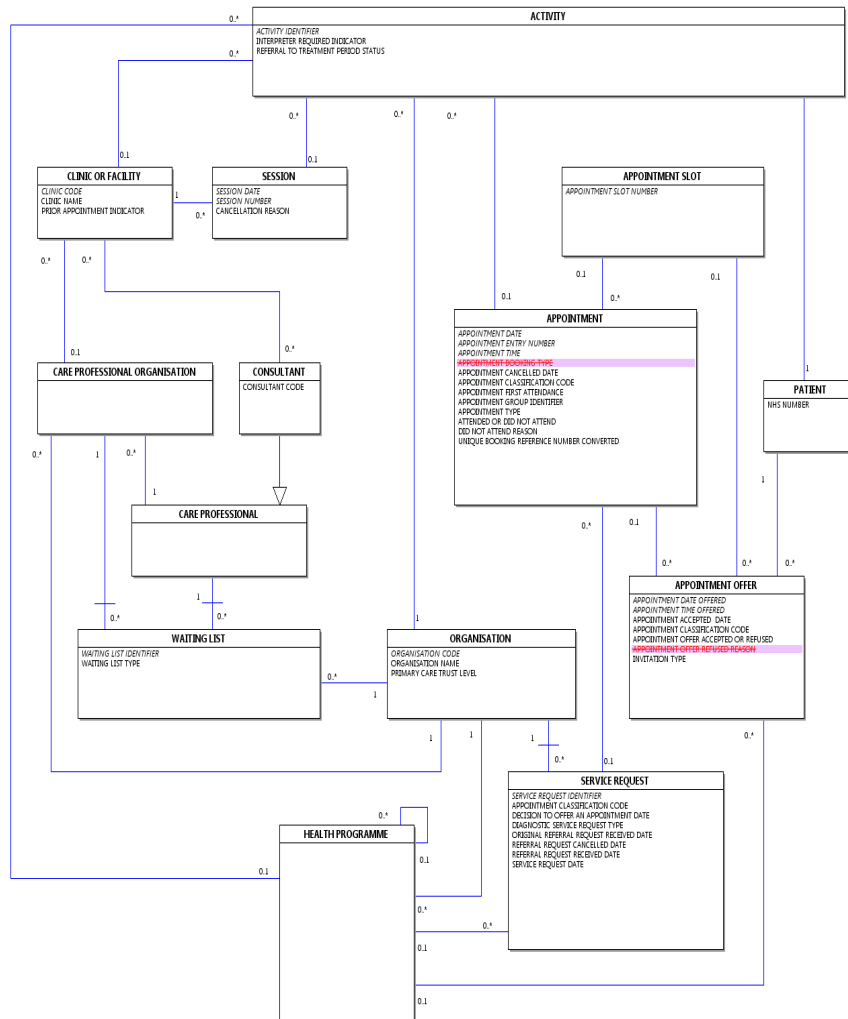 ACTIVITY
0..*
ACTIVITY IDENTIFIER
INTERPRETER REQUIRED INDICATOR
REFERRAL TO TREATMENT PERIOD STATUS
0..*
0..*
0..*
0..*
0..1
0..1
CLINIC OR FACILITY
CLINIC CODE
CLINIC NAME
PRIOR APPOINTMENT INDICATOR
1
0..*
SESSION
SESSION DATE
SESSION NUMBER
CANCELLATION REASON
APPOINTMENT SLOT
APPOINTMENT SLOT NUMBER
0..*
0..*
0..1
0..1
0..1
0..*
APPOINTMENT
APPOINTMENT DATE
APPOINTMENT ENTRY NUMBER
APPOINTMENT TIME
APPOINTMENT BOOKING TYPE
APPOINTMENT CANCELLED DATE
APPOINTMENT CLASSIFICATION CODE
APPOINTMENT FIRST ATTENDANCE
APPOINTMENT GROUP IDENTIFIER
APPOINTMENT TYPE
ATTENDED OR DID NOT ATTEND
DID NOT ATTEND REASON
UNIQUE BOOKING REFERENCE NUMBER CONVERTED
0..1
0..*
1
CARE PROFESSIONAL ORGANISATION
CONSULTANT
CONSULTANT CODE
PATIENT
NHS NUMBER
0..*
1
0..*
1
1
CARE PROFESSIONAL
0..*
0..1
0..*
0..*
0..*
1
0..*
0..*
1
APPOINTMENT OFFER
APPOINTMENT DATE OFFERED
APPOINTMENT TIME OFFERED
APPOINTMENT ACCEPTED DATE
APPOINTMENT CLASSIFICATION CODE
APPOINTMENT OFFER ACCEPTED OR REFUSED
APPOINTMENT OFFER REFUSED REASON
INVITATION TYPE
WAITING LIST
WAITING LIST IDENTIFIER
WAITING LIST TYPE
0..*
1
ORGANISATION
ORGANISATION CODE
ORGANISATION NAME
PRIMARY CARE TRUST LEVEL
1
1
1
0..*
0..1
0..*
SERVICE REQUEST
SERVICE REQUEST IDENTIFIER
APPOINTMENT CLASSIFICATION CODE
DECISION TO OFFER AN APPOINTMENT DATE
DIAGNOSTIC SERVICE REQUEST TYPE
ORIGINAL REFERRAL REQUEST RECEIVED DATE
REFERRAL REQUEST CANCELLED DATE
REFERRAL REQUEST RECEIVED DATE
SERVICE REQUEST DATE
0..*
HEALTH PROGRAMME
0..1
0..1
0..*
0..*
0..1
0..1